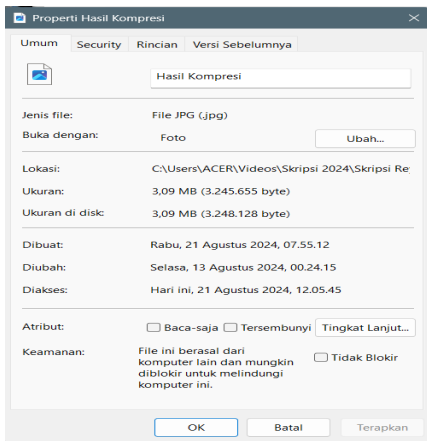 Properti Hasil Kompresi
Umum Security Rincian Versi Sebelumnya
Hasil Kompresi
Jenis file: File JPG (.jpg)
Buka dengan: Foto Ubah...
Lokasi: C:\Users\ACER\Videos\Skripsi 2024\Skripsi Re
Ukuran: 3,09 MB (3.245.655 byte)
Ukuran di disk: 3,09 MB (3.248.128 byte)
Dibuat: Rabu, 21 Agustus 2024, 07.55.12
Diubah: Selasa, 13 Agustus 2024, 00.24.15
Diakses: Hari ini, 21 Agustus 2024, 12.05.45
Atribut: Baca-saja Tersembunyi Tingkat Lanjut...
Keamanan: File ini berasal dari
komputer lain dan mungkin Tidak Blokir
diblokir untuk melindungi
komputer ini.
OK Batal Terapkan